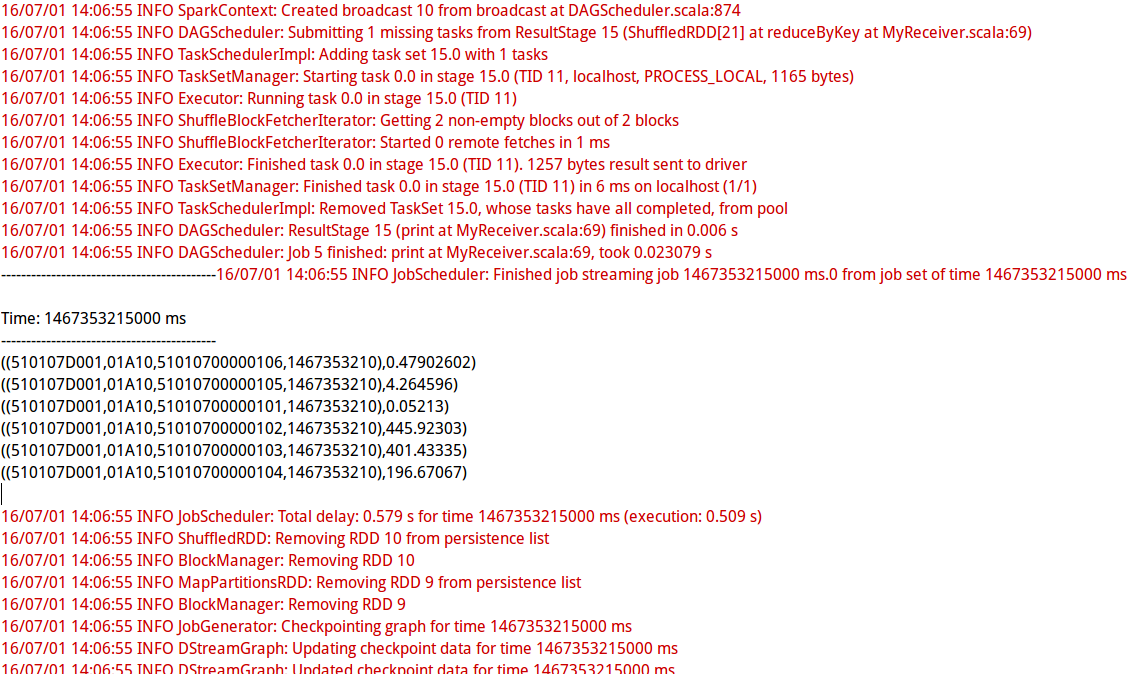 16/07/01 14:06:55 INFO SparkContext: Created broadcast 10 from broadcast at DAGScheduler.scala:874
16/07/01 14:06:55 INFO DAGScheduler: Submitting 1 missing tasks from ResultStage 15 (ShuffledRDD[21] at reduceByKey at MyReceiver.scala:69)
16/07/01 14:06:55 INFO TaskSchedulerImpl: Adding task set 15.0 with 1 tasks
16/07/01 14:06:55 INFO TaskSetManager: Starting task 0.0 in stage 15.0 (TID 11, localhost, PROCESS_LOCAL, 1165 bytes)
16/07/01 14:06:55 INFO Executor: Running task 0.0 in stage 15.0 (TID 11)
16/07/01 14:06:55 INFO ShuffleBlockFetcherIterator: Getting 2 non-empty blocks out of 2 blocks
16/07/01 14:06:55 INFO ShuffleBlockFetcherIterator: Started 0 remote fetches in 1 ms
16/07/01 14:06:55 INFO Executor: Finished task 0.0 in stage 15.0 (TID 11). 1257 bytes result sent to driver
16/07/01 14:06:55 INFO TaskSetManager: Finished task 0.0 in stage 15.0 (TID 11) in 6 ms on localhost (1/1)
16/07/01 14:06:55 INFO TaskSchedulerImpl: Removed TaskSet 15.0, whose tasks have all completed, from pool
16/07/01 14:06:55 INFO DAGScheduler: ResultStage 15 (print at MyReceiver.scala:69) finished in 0.006 s
16/07/01 14:06:55 INFO DAGScheduler: Job 5 finished: print at MyReceiver.scala:69, took 0.023079 s
-------------------------------------------16/07/01 14:06:55 INFO JobScheduler: Finished job streaming job 1467353215000 ms.0 from job set of time 1467353215000 ms
Time: 1467353215000 ms
-------------------------------------------
((510107D001,01A10,51010700000106,1467353210),0.47902602)
((510107D001,01A10,51010700000105,1467353210),4.264596)
((510107D001,01A10,51010700000101,1467353210),0.05213)
((510107D001,01A10,51010700000102,1467353210),445.92303)
((510107D001,01A10,51010700000103,1467353210),401.43335)
((510107D001,01A10,51010700000104,1467353210),196.67067)
16/07/01 14:06:55 INFO JobScheduler: Total delay: 0.579 s for time 1467353215000 ms (execution: 0.509 s)
16/07/01 14:06:55 INFO ShuffledRDD: Removing RDD 10 from persistence list
16/07/01 14:06:55 INFO BlockManager: Removing RDD 10
16/07/01 14:06:55 INFO MapPartitionsRDD: Removing RDD 9 from persistence list
16/07/01 14:06:55 INFO BlockManager: Removing RDD 9
16/07/01 14:06:55 INFO JobGenerator: Checkpointing graph for time 1467353215000 ms
16/07/01 14:06:55 INFO DStreamGraph: Updating checkpoint data for time 1467353215000 ms
16/07/01 14:06:55 INFO DStreamGraph: Updated checkpoint data for time 1467353215000 ms